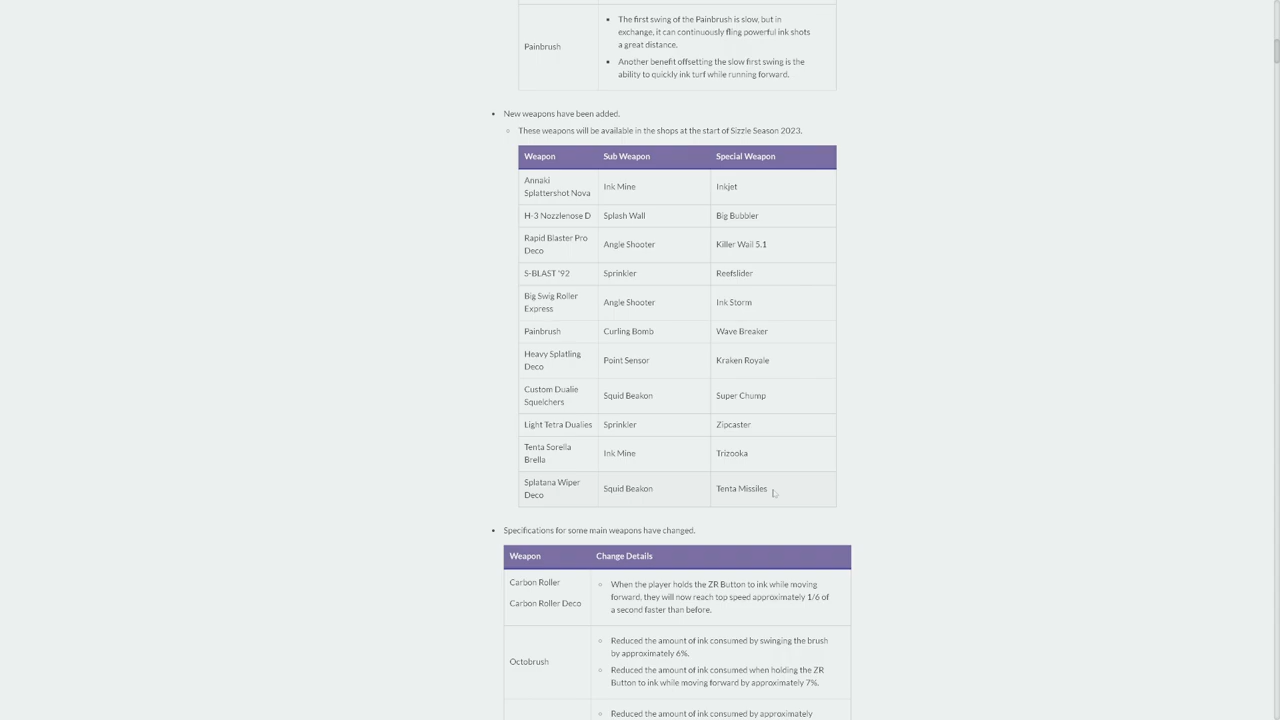 The first swing of the Painbrush is slow, but in
exchange, it can continuously fling powerful ink shots
a great distance.
Painbrush
Another benefit offsetting the slow first swing is the
ability to quickly ink turf while running forward.
New weapons have been added.
These weapons will be available in the shops at the start of Sizzle Season 2023.
Weapon Sub Weapon Special Weapon
Annaki
Splattershot Nova Ink Mine Inkjet
H-3 Nozzlenose D Splash Wall Big Bubbler
Rapid Blaster Pro
Deco Angle Shooter Killer Wail 5.1
S-BLAST '92 Sprinkler Reefslider
Big Swig Roller
Express Angle Shooter Ink Storm
Painbrush Curling Bomb Wave Breaker
Heavy Splatling
Deco Point Sensor Kraken Royale
Custom Dualie
Squelchers Squid Beakon Super Chump
Light Tetra Dualies Sprinkler Zipcaster
Tenta Sorella
Brella Ink Mine Trizooka
Splatana Wiper
Deco Squid Beakon Tenta Missiles
Specifications for some main weapons have changed.
Weapon Change Details
Carbon Roller
Carbon Roller Deco
When the player holds the ZR Button to ink while moving
forward, they will now reach top speed approximately 1/6 of
a second faster than before.
Octobrush
Reduced the amount of ink consumed by swinging the brush
by approximately 6%.
Reduced the amount of ink consumed when holding the ZR
Button to ink while moving forward by approximately 7%.
Reduced the amount of ink consumed by approximately